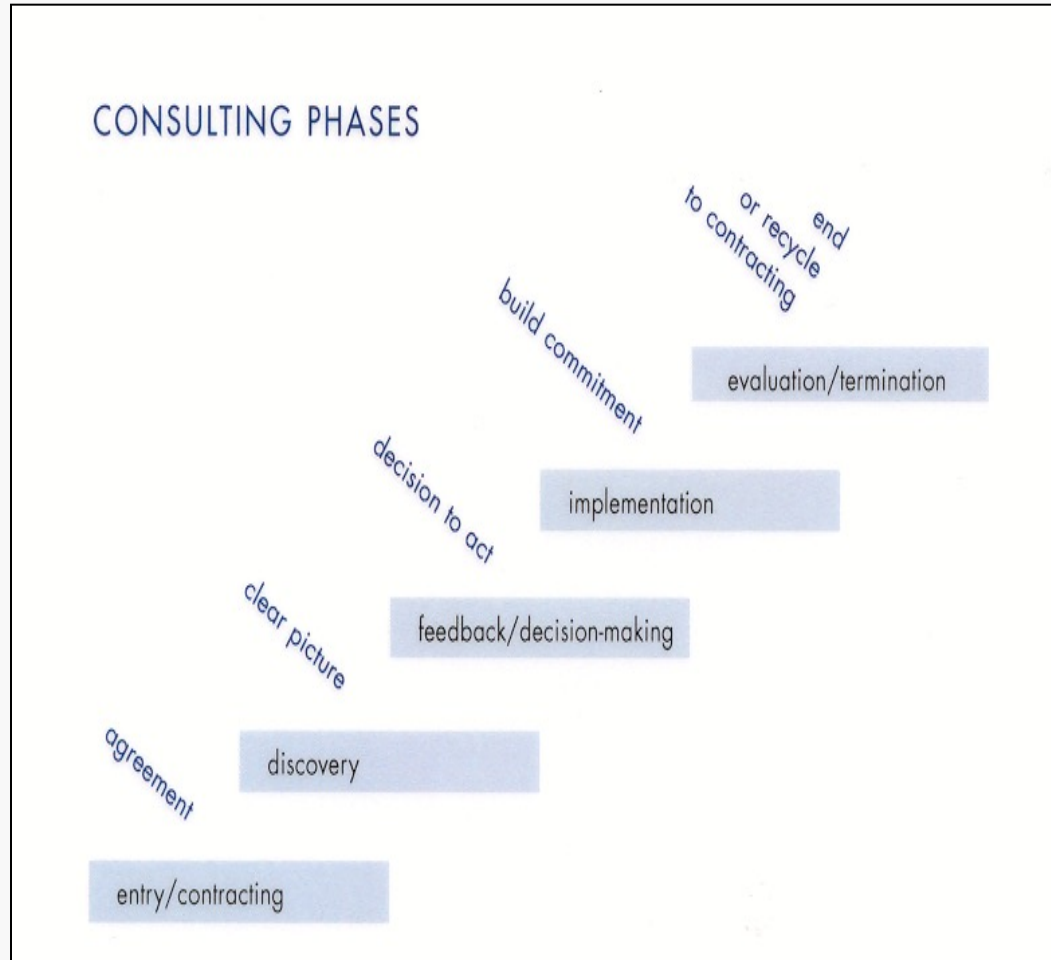 CONSULTING PHASES
end
or recycle
to contracting
build commitment
evaluation/termination
decision to act
implementation
clear picture
feedback/decision-making
agreement
discovery
entry/contracting